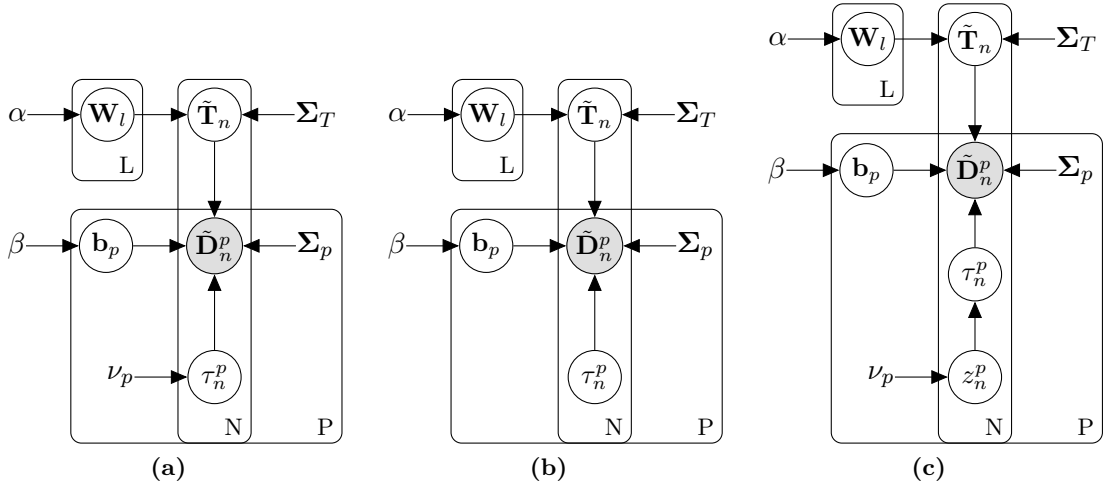 α W_l T̃_n Σ_T
L
β b_p D̃_n^p Σ_p
ν_p τ_n^p
N P
(a)
α W_l T̃_n Σ_T
L
β b_p D̃_n^p Σ_p
τ_n^p
N P
(b)
α W_l T̃_n Σ_T
L
β b_p D̃_n^p Σ_p
τ_n^p
ν_p z_n^p
N P
(c)